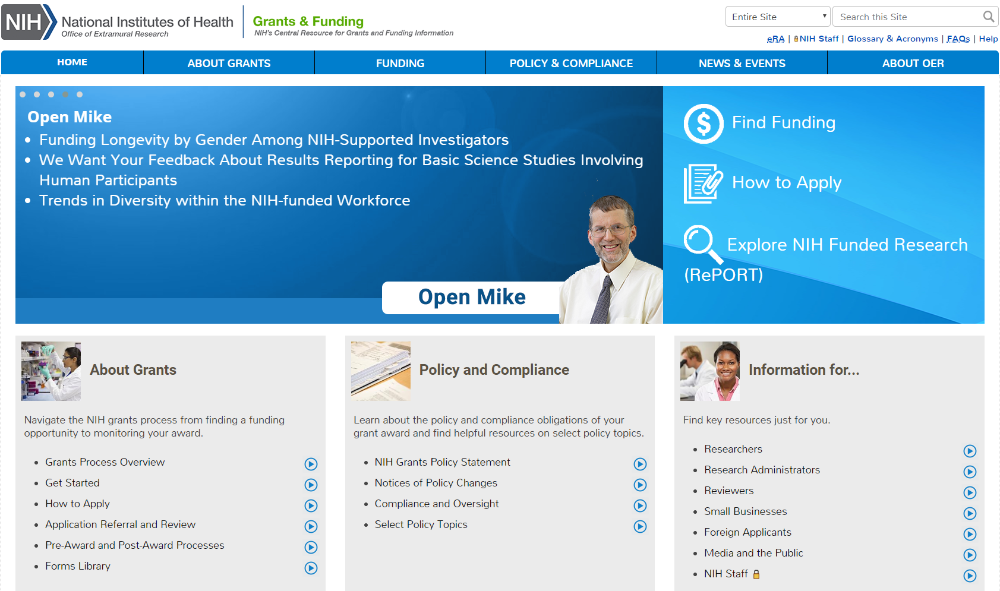 NIH National Institutes of Health
Office of Extramural Research
Grants & Funding
NIH's Central Resource for Grants and Funding Information
Entire Site
Search this Site
eRA | NIH Staff | Glossary & Acronyms | FAQs | Help
HOME
ABOUT GRANTS
FUNDING
POLICY & COMPLIANCE
NEWS & EVENTS
ABOUT OER
Open Mike
• Funding Longevity by Gender Among NIH-Supported Investigators
• We Want Your Feedback About Results Reporting for Basic Science Studies Involving
Human Participants
• Trends in Diversity within the NIH-funded Workforce
Open Mike
$ Find Funding
How to Apply
Explore NIH Funded Research
(RePORT)
About Grants
Navigate the NIH grants process from finding a funding
opportunity to monitoring your award.
• Grants Process Overview
• Get Started
• How to Apply
• Application Referral and Review
• Pre-Award and Post-Award Processes
• Forms Library
Policy and Compliance
Learn about the policy and compliance obligations of your
grant award and find helpful resources on select policy topics.
• NIH Grants Policy Statement
• Notices of Policy Changes
• Compliance and Oversight
• Select Policy Topics
Information for...
Find key resources just for you.
• Researchers
• Research Administrators
• Reviewers
• Small Businesses
• Foreign Applicants
• Media and the Public
• NIH Staff